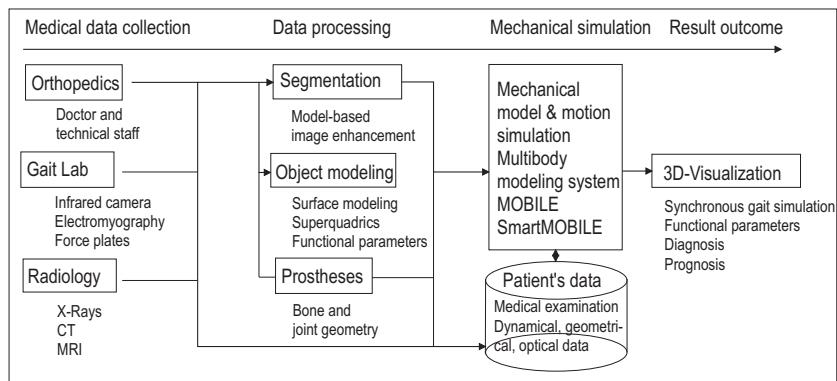 Medical data collection
Data processing
Mechanical simulation
Result outcome
Orthopedics
Doctor and
technical staff
Gait Lab
Infrared camera
Electromyography
Force plates
Radiology
X-Rays
CT
MRI
Segmentation
Model-based
image enhancement
Object modeling
Surface modeling
Superquadrics
Functional parameters
Prostheses
Bone and
joint geometry
Mechanical
model & motion
simulation
Multibody
modeling system
MOBILE
SmartMOBILE
Patient's data
Medical examination
Dynamical, geometri-
cal, optical data
3D-Visualization
Synchronous gait simulation
Functional parameters
Diagnosis
Prognosis